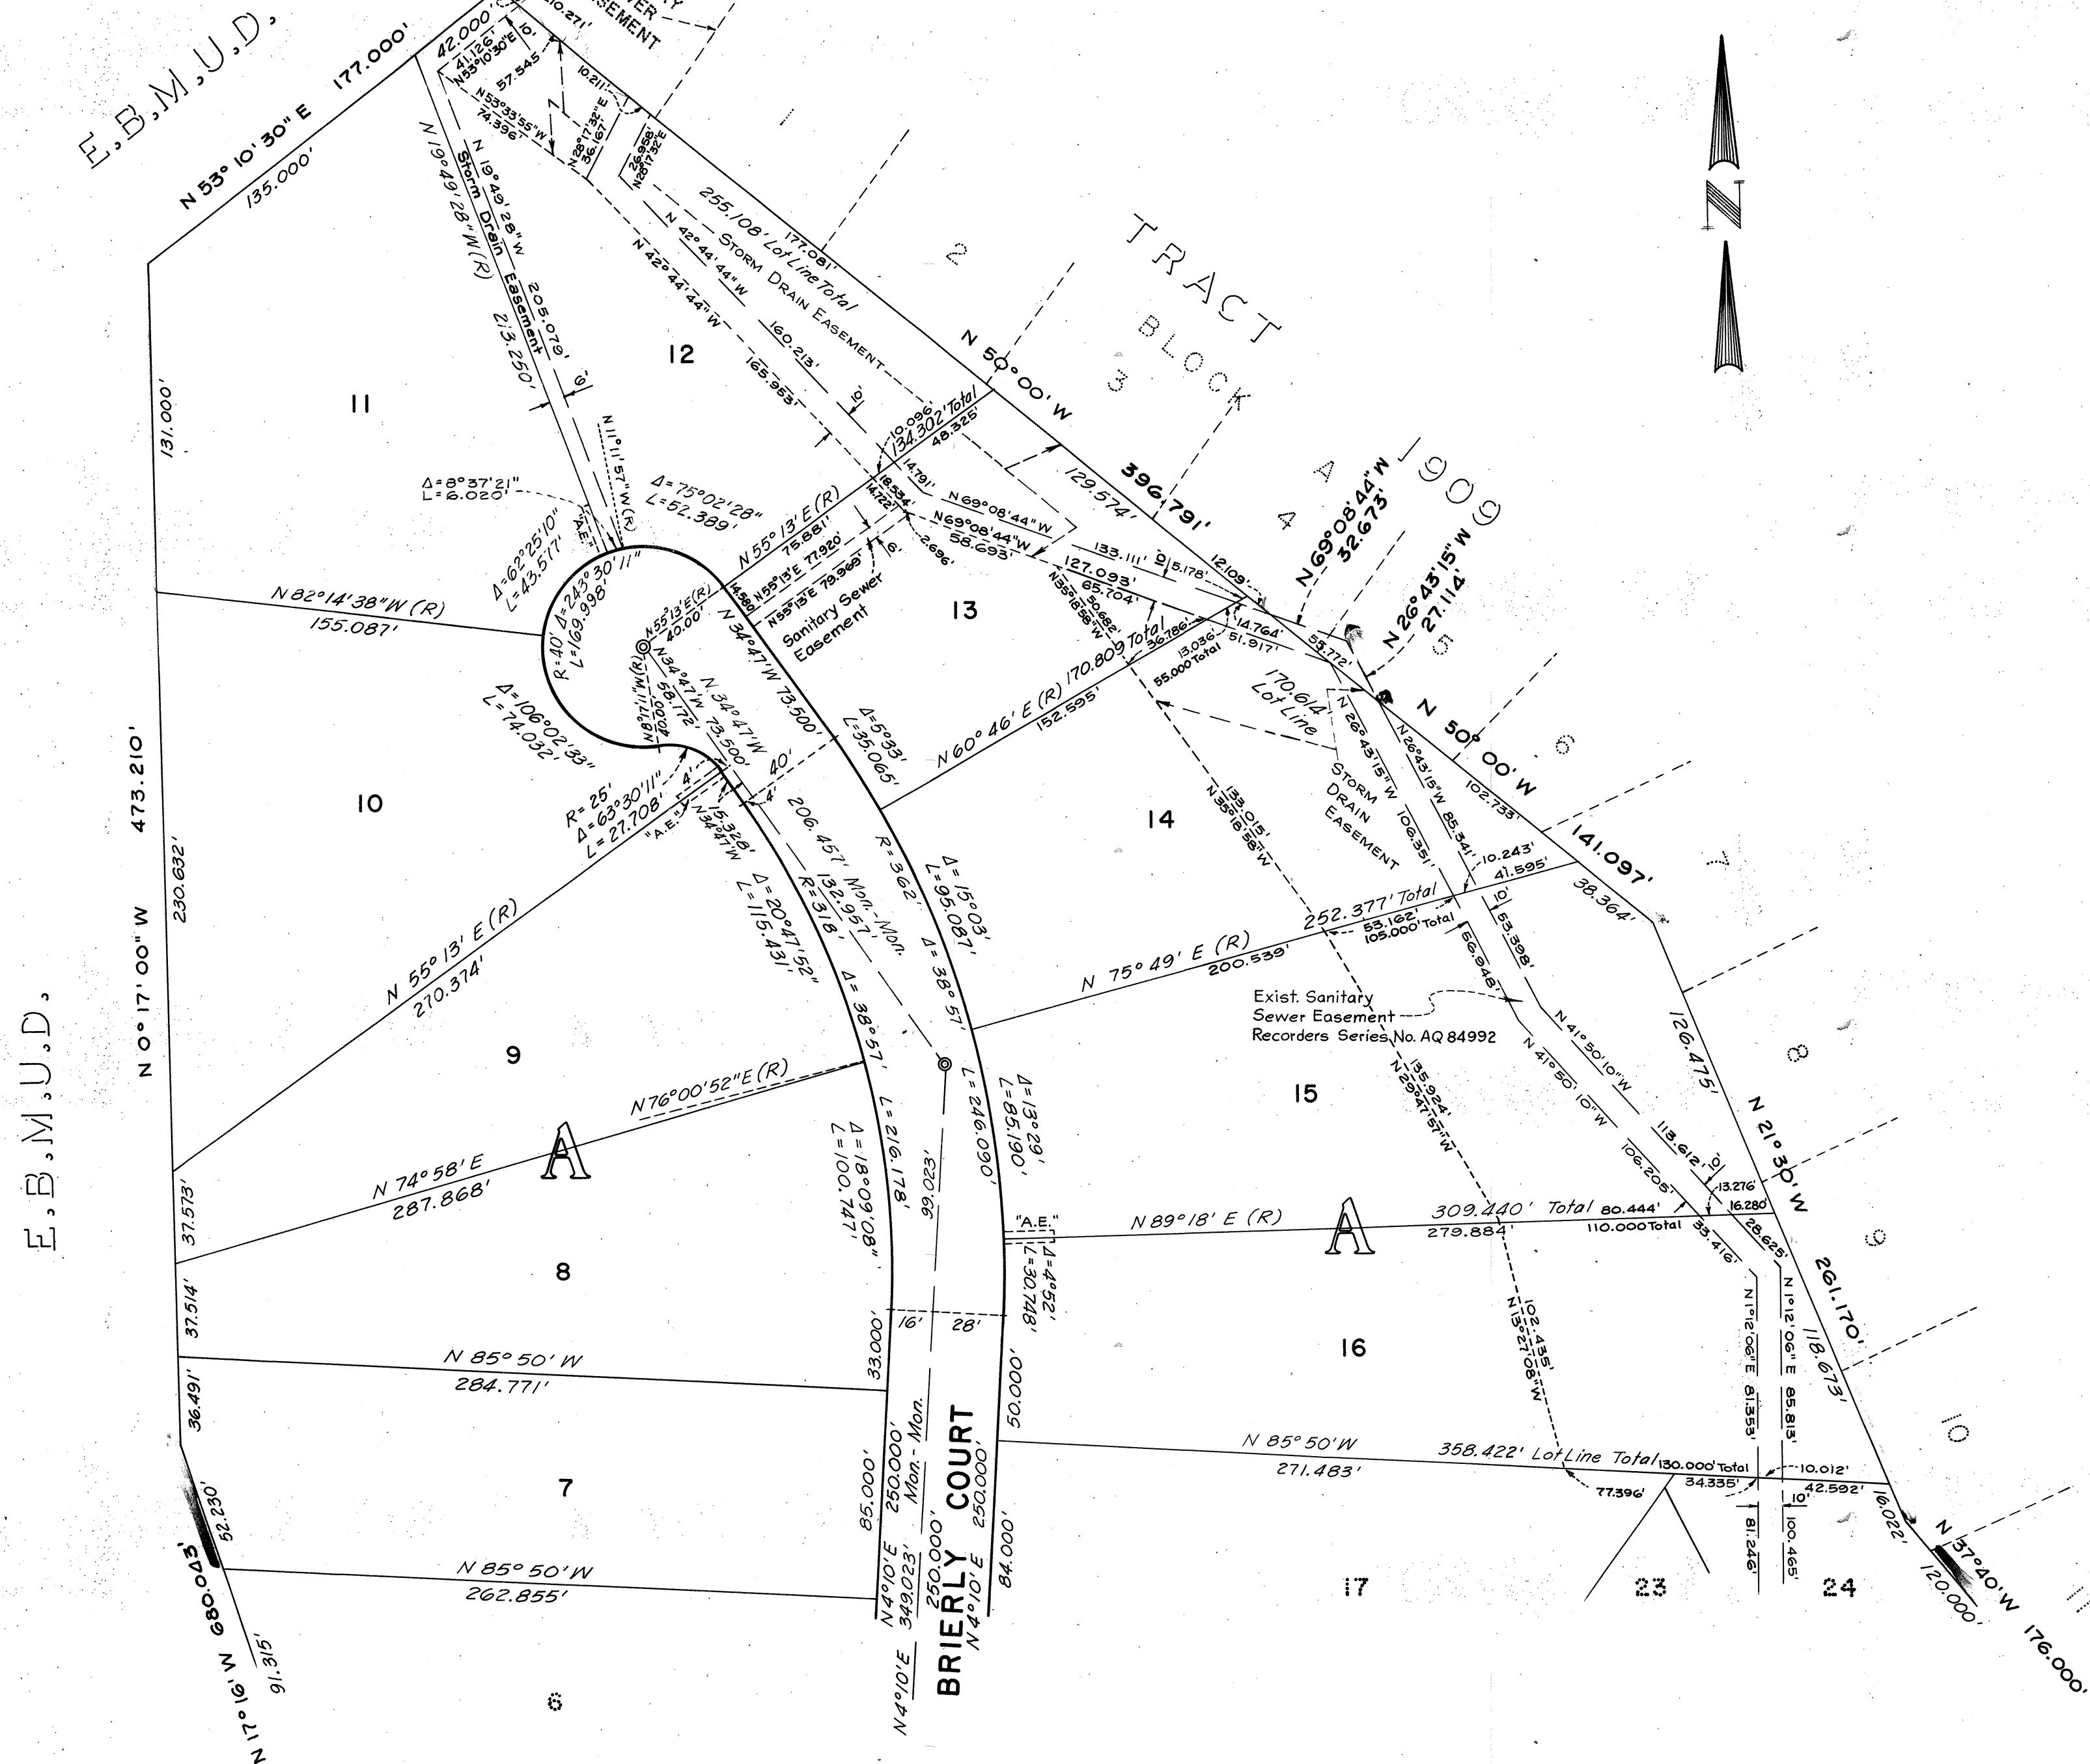 E.B.M.U.D.
N 53° 10' 30" E 177.000'
135.000'
42.000'
41.126'
N53°10'30"E
10'
57.545'
N53°33'55"W
74.396'
7'
10.211'
N28°17'32"E
36.167'
26.958'
N28°17'32"E
EASEMENT
N 19°49'28"W (R)
213.250'
N 19°49'28"W 205.079'
Storm Drain Easement
6'
N 42°44'44"W
165.953'
N 42°44'44"W
160.213'
10'
STORM DRAIN EASEMENT
255.108' Lot Line Total
177.081'
1
2
3
4
5
6
7
8
9
10
11
TRACT 1909
BLOCK A
N 50°00' W 396.791'
129.574'
12.109'
N 69°08'44" W
32.673'
N 26°43'15" W
27.114'
N 50°00' W 141.097'
102.733'
38.364'
N 21°30' W 261.170'
126.475'
118.673'
16.022'
N 37°40' W 176.000'
120.000'
N
11
131.000'
12
Δ=8°37'21"
L=6.020'
"A.E."
N11°11'57"W(R)
Δ=75°02'28"
L=52.389'
Δ=62°25'10"
L=43.577'
R=40' Δ=243°30'11"
L=169.998'
Δ=106°02'33"
L=74.032'
N 82°14'38"W (R)
155.087'
N55°13'E(R)
40.00'
N34°47'W
58.172'
N8°17'11"W(R)
40.00'
N 34°47'W
73.500'
N 34°47'W 73.500'
14.580'
N 55°13' E (R)
75.881'
N55°13'E 77.920'
N55°13'E 79.969'
6'
Sanitary Sewer
Easement
134.302' Total
10.096'
48.325'
14.791'
18.534'
14.722'
2.696'
N69°08'44"W
133.111'
N69°08'44"W
58.693'
127.093'
65.704'
10'
5.178'
N35°18'58"W
50.682'
13
N 60°46' E (R) 170.809 Total
152.595'
36.786'
13.036'
55.000 Total
14.764'
51.917'
55.772'
170.614
Lot Line
Δ=5°33'
L=35.065'
40'
4'
4'
R=25'
Δ=63°30'11"
L=27.708'
"A.E."
15.328'
N34°47'W
10
230.632'
N 0°17'00" W 473.210'
N 55°13' E (R)
270.374'
206.457' Mon.-Mon.
132.957'
R=318'
Δ=20°47'52"
L=115.431'
R=362'
Δ=15°03'
L=95.087'
Δ=38°57'
L=246.090'
Δ=38°57'
L=216.178'
14
133.015'
N35°18'58"W
STORM
DRAIN
EASEMENT
N 26°43'15"W 106.351'
N26°43'15"W 85.341'
10.243'
41.595'
N 75°49' E (R) 252.377' Total
200.539'
53.162'
105.000' Total
10'
53.398'
56.948'
Exist. Sanitary
Sewer Easement
Recorders Series No. AQ 84992
E.B.M.U.D.
9
A
N76°00'52"E (R)
N 74°58' E
287.868'
37.573'
Δ=18°09'08"
L=100.747'
99.023'
Δ=13°29'
L=85.190'
15
135.924'
N29°47'57"W
N 41°50'10"W
113.612'
N 41°50'10"W
106.205'
10'
13.276'
16.280'
"A.E."
N 89°18' E (R) 309.440' Total
279.884'
80.444'
110.000 Total
33.416'
28.625'
A
8
37.514'
Δ=4°52'
L=30.748'
16'
28'
33.000'
16
102.435'
N13°27'08"W
N1°12'06"E 81.353'
N1°12'06"E 85.813'
N 85°50' W
284.771'
36.491'
50.000'
N 85°50'W 358.422' Lot Line Total
271.483'
130.000' Total
34.335'
77.396'
10.012'
42.592'
10'
81.246'
100.465'
7
52.230'
85.000'
N4°10'E 250.000'
N4°10'E 349.023' Mon.-Mon.
250.000'
BRIERLY COURT
N4°10'E 250.000'
84.000'
17
23
24
N 85°50'W
262.855'
N 17°16' W 680.043'
91.315'
6